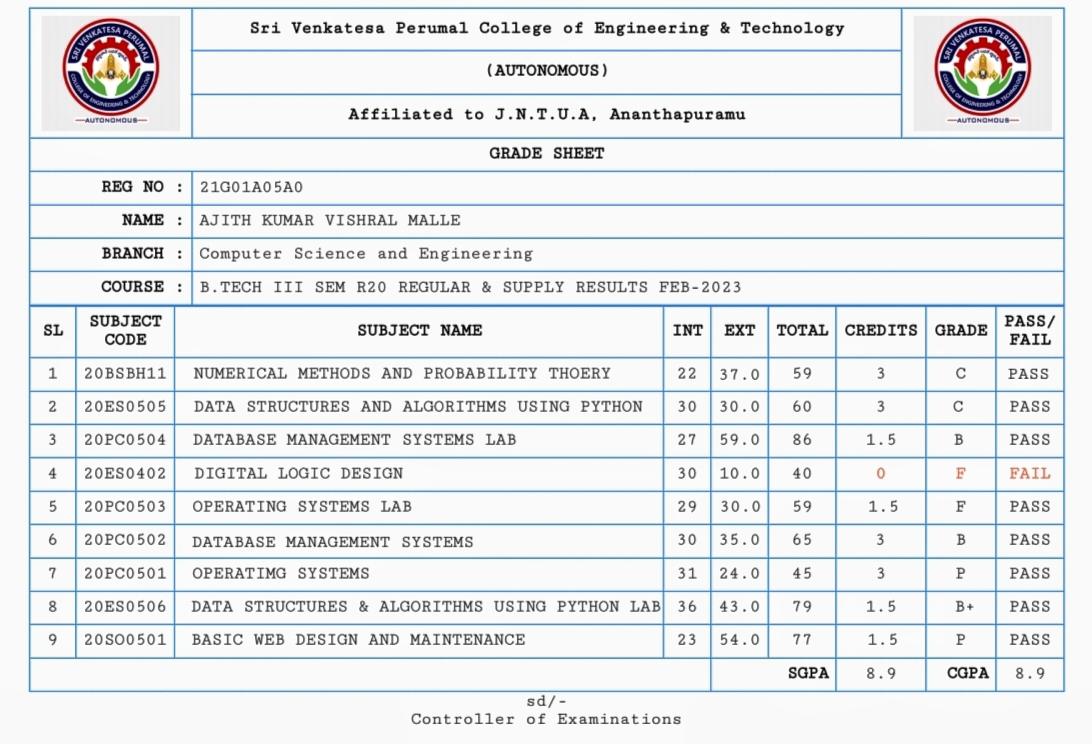 Sri Venkatesa Perumal College of Engineering & Technology
(AUTONOMOUS)
Affiliated to J.N.T.U.A, Ananthapuramu
SRI VENKATESA PERUMAL
COLLEGE OF ENGINEERING & TECHNOLOGY
—AUTONOMOUS—
SRI VENKATESA PERUMAL
COLLEGE OF ENGINEERING & TECHNOLOGY
—AUTONOMOUS—
GRADE SHEET
REG NO : 21G01A05A0
NAME : AJITH KUMAR VISHRAL MALLE
BRANCH : Computer Science and Engineering
COURSE : B.TECH III SEM R20 REGULAR & SUPPLY RESULTS FEB-2023
SL SUBJECT CODE SUBJECT NAME INT EXT TOTAL CREDITS GRADE PASS/ FAIL
1 20BSBH11 NUMERICAL METHODS AND PROBABILITY THOERY 22 37.0 59 3 C PASS
2 20ES0505 DATA STRUCTURES AND ALGORITHMS USING PYTHON 30 30.0 60 3 C PASS
3 20PC0504 DATABASE MANAGEMENT SYSTEMS LAB 27 59.0 86 1.5 B PASS
4 20ES0402 DIGITAL LOGIC DESIGN 30 10.0 40 0 F FAIL
5 20PC0503 OPERATING SYSTEMS LAB 29 30.0 59 1.5 F PASS
6 20PC0502 DATABASE MANAGEMENT SYSTEMS 30 35.0 65 3 B PASS
7 20PC0501 OPERATIMG SYSTEMS 31 24.0 45 3 P PASS
8 20ES0506 DATA STRUCTURES & ALGORITHMS USING PYTHON LAB 36 43.0 79 1.5 B+ PASS
9 20SO0501 BASIC WEB DESIGN AND MAINTENANCE 23 54.0 77 1.5 P PASS
SGPA 8.9 CGPA 8.9
sd/-
Controller of Examinations